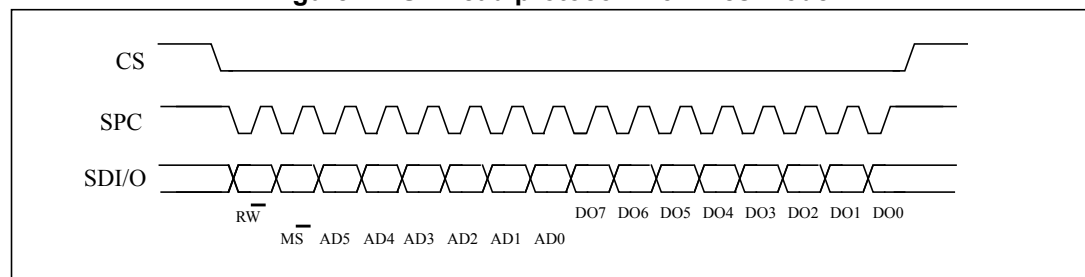 CS
SPC
SDI/O
RW
DO7 DO6 DO5 DO4 DO3 DO2 DO1 DO0
MS AD5 AD4 AD3 AD2 AD1 AD0